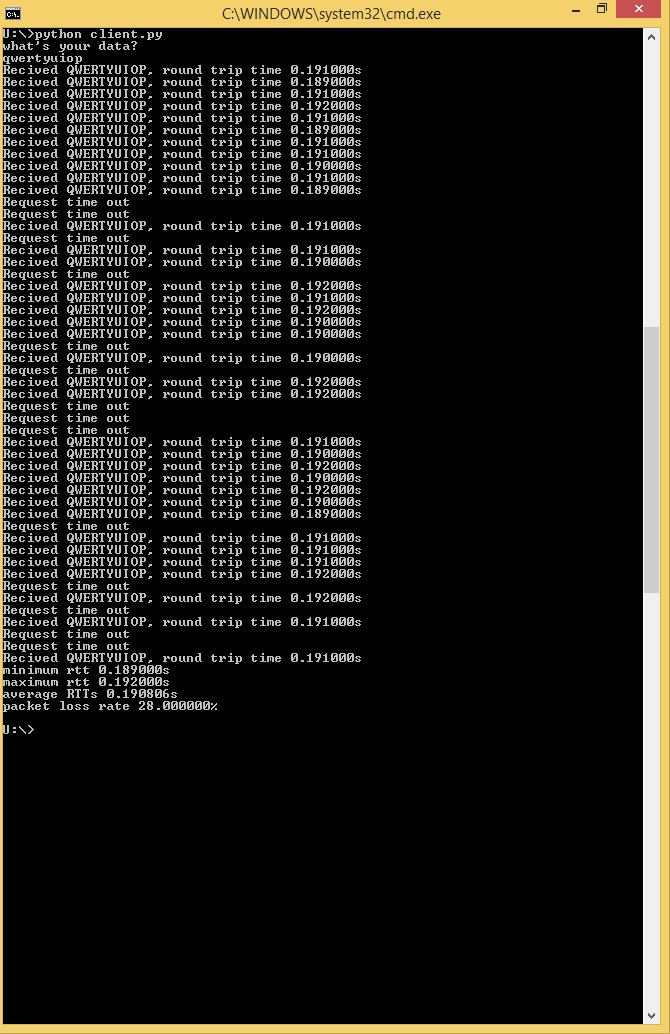 C:\WINDOWS\system32\cmd.exe
U:\>python client.py
what's your data?
qwertyuiop
Recived QWERTYUIOP, round trip time 0.191000s
Recived QWERTYUIOP, round trip time 0.189000s
Recived QWERTYUIOP, round trip time 0.191000s
Recived QWERTYUIOP, round trip time 0.192000s
Recived QWERTYUIOP, round trip time 0.191000s
Recived QWERTYUIOP, round trip time 0.189000s
Recived QWERTYUIOP, round trip time 0.191000s
Recived QWERTYUIOP, round trip time 0.191000s
Recived QWERTYUIOP, round trip time 0.190000s
Recived QWERTYUIOP, round trip time 0.191000s
Recived QWERTYUIOP, round trip time 0.189000s
Request time out
Request time out
Recived QWERTYUIOP, round trip time 0.191000s
Request time out
Recived QWERTYUIOP, round trip time 0.191000s
Recived QWERTYUIOP, round trip time 0.190000s
Request time out
Recived QWERTYUIOP, round trip time 0.192000s
Recived QWERTYUIOP, round trip time 0.191000s
Recived QWERTYUIOP, round trip time 0.192000s
Recived QWERTYUIOP, round trip time 0.190000s
Recived QWERTYUIOP, round trip time 0.190000s
Request time out
Recived QWERTYUIOP, round trip time 0.190000s
Request time out
Recived QWERTYUIOP, round trip time 0.192000s
Recived QWERTYUIOP, round trip time 0.192000s
Request time out
Request time out
Request time out
Recived QWERTYUIOP, round trip time 0.191000s
Recived QWERTYUIOP, round trip time 0.190000s
Recived QWERTYUIOP, round trip time 0.192000s
Recived QWERTYUIOP, round trip time 0.190000s
Recived QWERTYUIOP, round trip time 0.192000s
Recived QWERTYUIOP, round trip time 0.190000s
Recived QWERTYUIOP, round trip time 0.189000s
Request time out
Recived QWERTYUIOP, round trip time 0.191000s
Recived QWERTYUIOP, round trip time 0.191000s
Recived QWERTYUIOP, round trip time 0.191000s
Recived QWERTYUIOP, round trip time 0.192000s
Request time out
Recived QWERTYUIOP, round trip time 0.192000s
Request time out
Recived QWERTYUIOP, round trip time 0.191000s
Request time out
Request time out
Recived QWERTYUIOP, round trip time 0.191000s
minimum rtt 0.189000s
maximum rtt 0.192000s
average RTTs 0.190806s
packet loss rate 28.000000%
U:\>